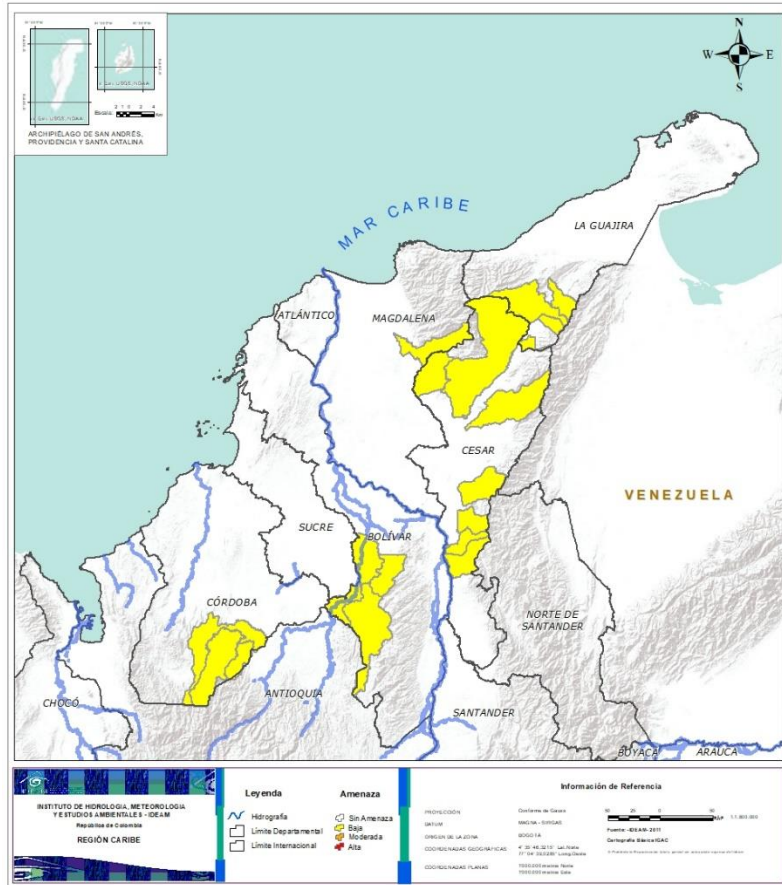 ARCHIPIÉLAGO DE SAN ANDRÉS,
PROVIDENCIA Y SANTA CATALINA
N
W
E
S
MAR CARIBE
LA GUAJIRA
ATLÁNTICO
MAGDALENA
CESAR
VENEZUELA
SUCRE
BOLÍVAR
CÓRDOBA
NORTE DE
SANTANDER
CHOCÓ
ANTIOQUIA
SANTANDER
BOYACÁ
ARAUCA
INSTITUTO DE HIDROLOGIA, METEOROLOGIA
Y ESTUDIOS AMBIENTALES - IDEAM
República de Colombia
REGIÓN CARIBE
Leyenda
Hidrografía
Límite Departamental
Límite Internacional
Amenaza
Sin Amenaza
Baja
Moderada
Alta
Información de Referencia
PROYECCIÓN
DATUM
MAGNA - SIRGAS
ORIGEN DE LA ZONA
BOGOTÁ
COORDENADAS GEOGRÁFICAS
COORDENADAS PLANAS
Fuente: IDEAM- 2011
Cartografía Básica IGAC